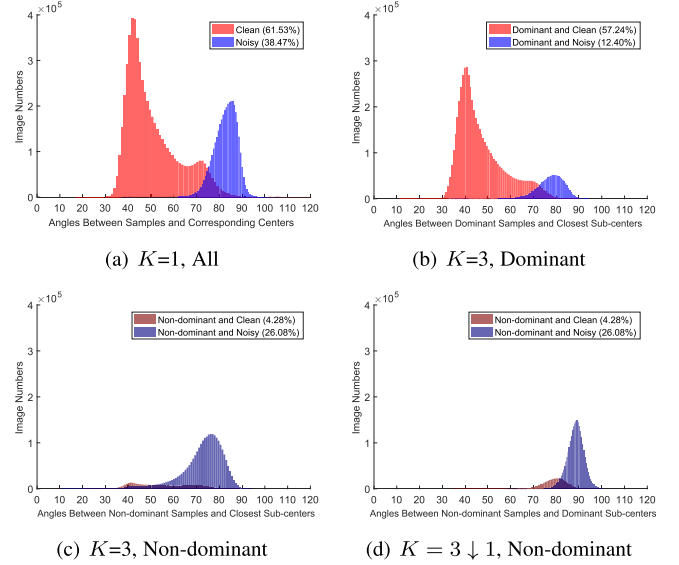 ×10⁵
×10⁵
4
3
2
1
0
Image Numbers
Clean (61.53%)
Noisy (38.47%)
0 10 20 30 40 50 60 70 80 90 100 110 120
Angles Between Samples and Corresponding Centers
4
3
2
1
0
Image Numbers
Dominant and Clean (57.24%)
Dominant and Noisy (12.40%)
0 10 20 30 40 50 60 70 80 90 100 110 120
Angles Between Dominant Samples and Closest Sub-centers
(a) K=1, All
(b) K=3, Dominant
×10⁵
×10⁵
4
3
2
1
0
Image Numbers
Non-dominant and Clean (4.28%)
Non-dominant and Noisy (26.08%)
0 10 20 30 40 50 60 70 80 90 100 110 120
Angles Between Non-dominant Samples and Closest Sub-centers
4
3
2
1
0
Image Numbers
Non-dominant and Clean (4.28%)
Non-dominant and Noisy (26.08%)
0 10 20 30 40 50 60 70 80 90 100 110 120
Angles Between Non-dominant Samples and Dominant Sub-centers
(c) K=3, Non-dominant
(d) K = 3 ↓ 1, Non-dominant